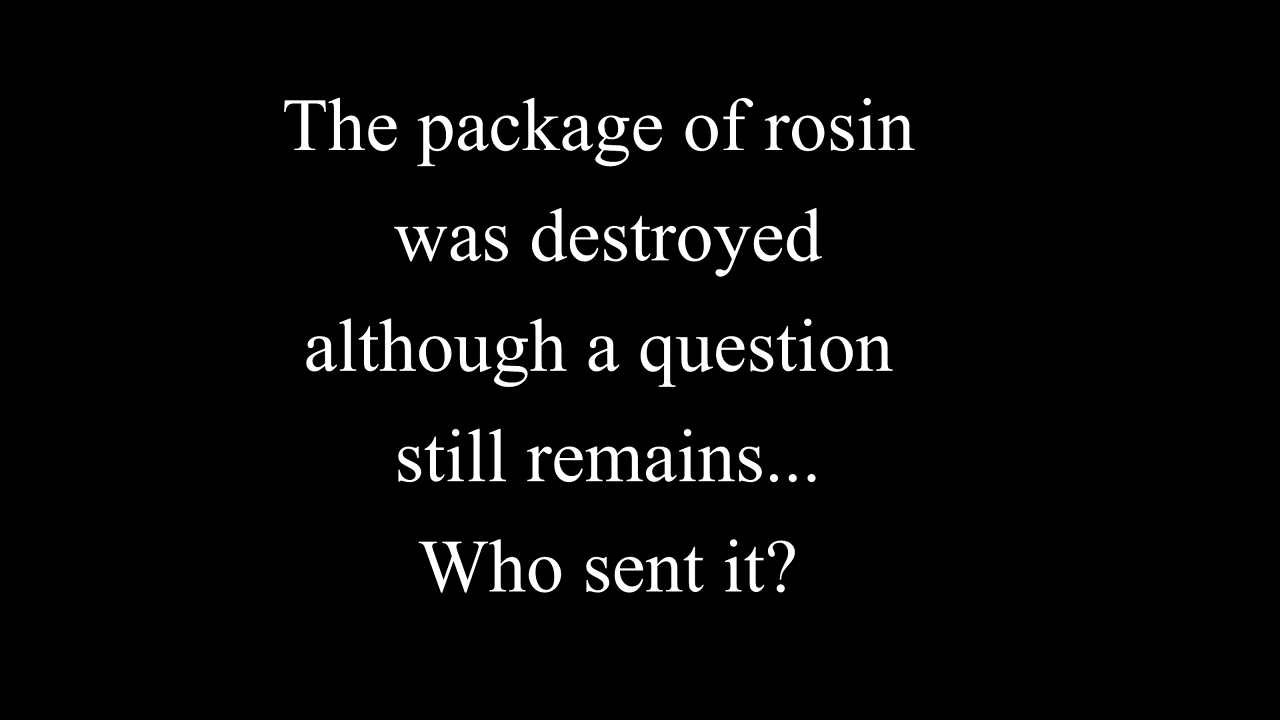 The package of rosin
was destroyed
although a question
still remains...
Who sent it?